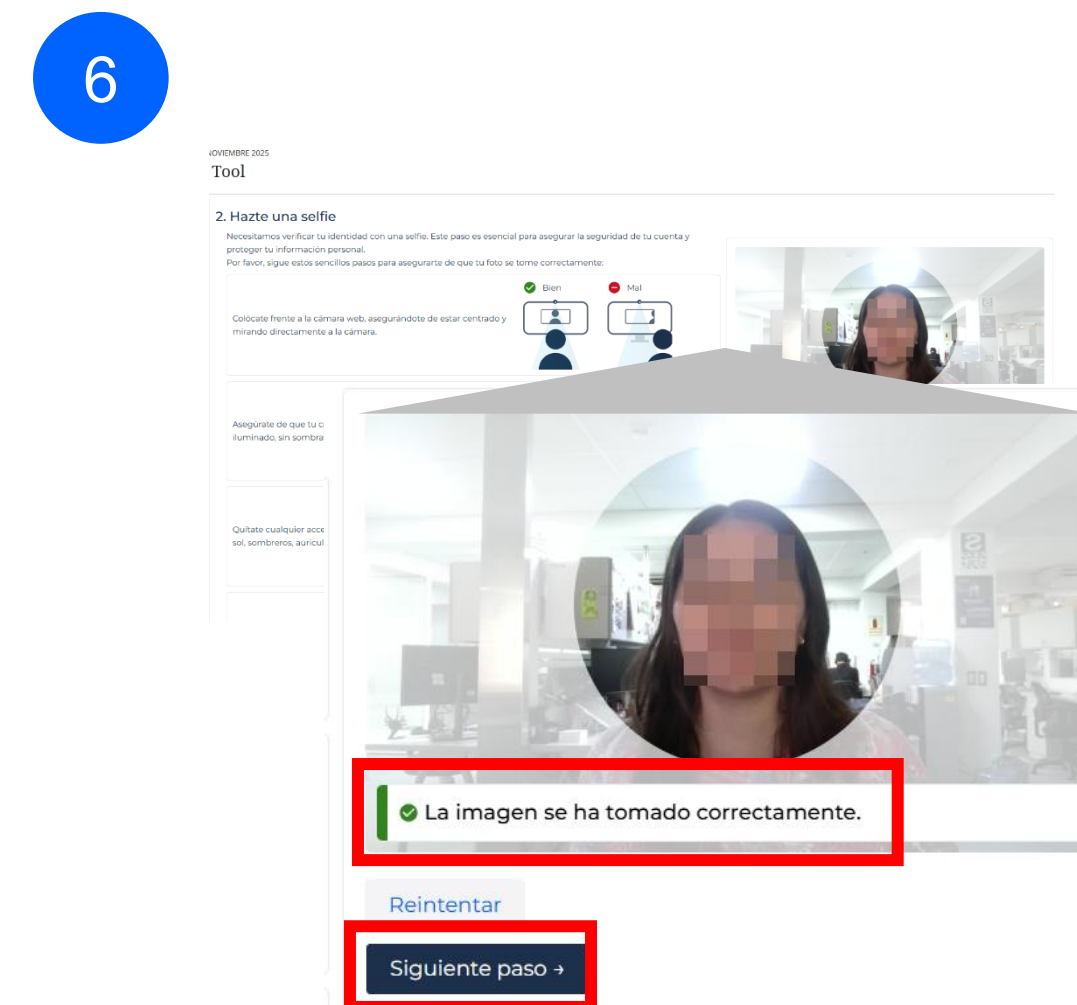 6
NOVIEMBRE 2025
Tool
2. Hazte una selfie
Necesitamos verificar tu identidad con una selfie. Este paso es esencial para asegurar la seguridad de tu cuenta y
proteger tu información personal.
Por favor, sigue estos sencillos pasos para asegurarte de que tu foto se tome correctamente:
Bien
Mal
Colócate frente a la cámara web, asegurándote de estar centrado y
mirando directamente a la cámara.
Asegúrate de que tu
iluminado, sin sombra
Quítate cualquier acce
sol, sombreros, auricul
La imagen se ha tomado correctamente.
Reintentar
Siguiente paso →